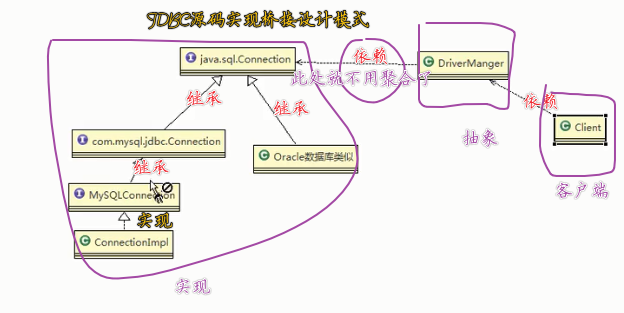 JDBC源码实现桥接设计模式
java.sql.Connection
依赖
DriverManger
此处就不用聚合了
继承
继承
依赖
Client
抽象
com.mysql.jdbc.Connection
Oracle数据库类似
继承
MySQLConnection
客户端
实现
ConnectionImpl
实现